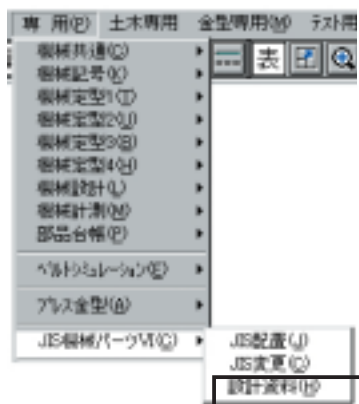 専 用(P) 土木専用 金型専用(M) テスト用
機械共通(C)
機械記号(K)
機械定型1(T)
機械定型2(J)
機械定型3(B)
機械定型4(H)
機械設計(L)
機械計測(M)
部品台帳(P)
表
ベルトシミュレーション(E)
プレス金型(A)
JIS機械パーツVI(G)
JIS配置(J)
JIS変更(C)
設計資料(H)